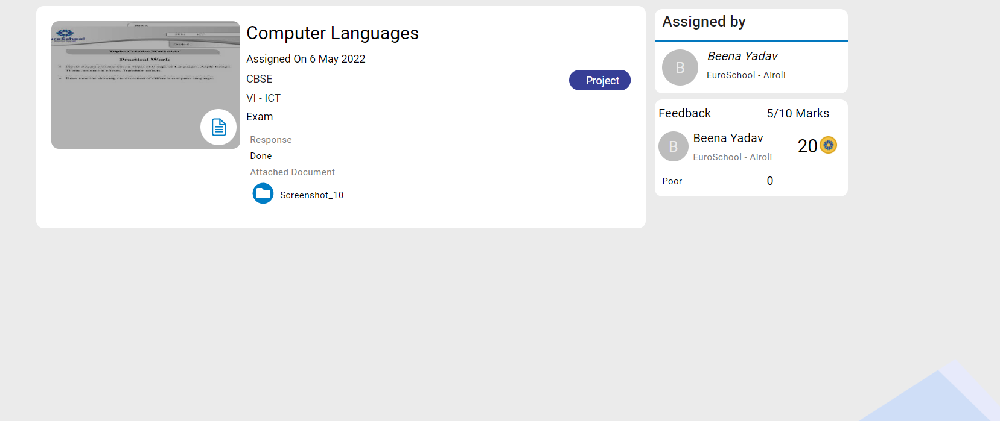 Name:
uroSchool
SUB: ICT
Grade-6
Topic: Creative Worksheet
Practical Work
• Create elegant presentation on Types of Computer Languages. Apply Design
Theme, animation effects, Transition effects.
• Draw timeline showing the evolution of different computer language.
Computer Languages
Assigned On 6 May 2022
CBSE
VI - ICT
Exam
Project
Response
Done
Attached Document
Screenshot_10
Assigned by
B
Beena Yadav
EuroSchool - Airoli
Feedback 5/10 Marks
B
Beena Yadav
EuroSchool - Airoli
20
Poor 0